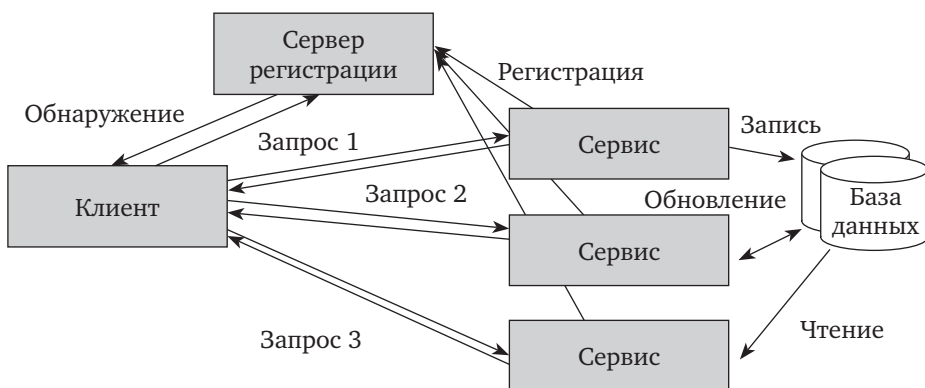 Сервер
регистрации
Регистрация
Обнаружение
Запрос 1
Сервис
Запись
Клиент
Запрос 2
Обновление
База
данных
Сервис
Запрос 3
Сервис
Чтение